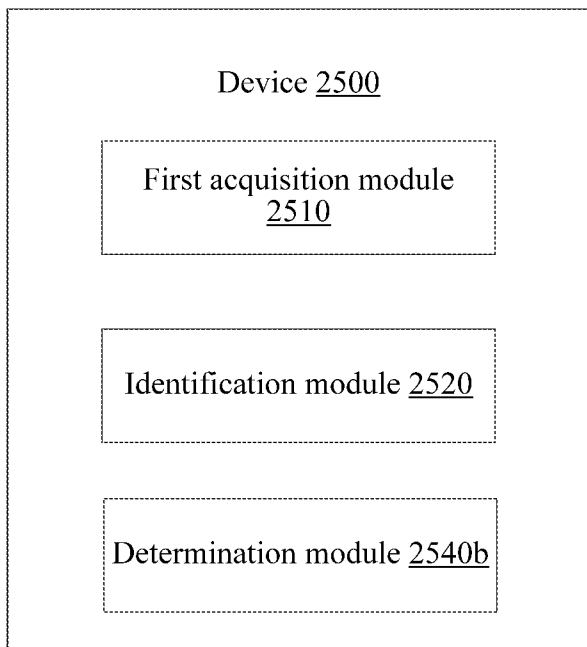 Device 2500
First acquisition module
2510
Identification module 2520
Determination module 2540b